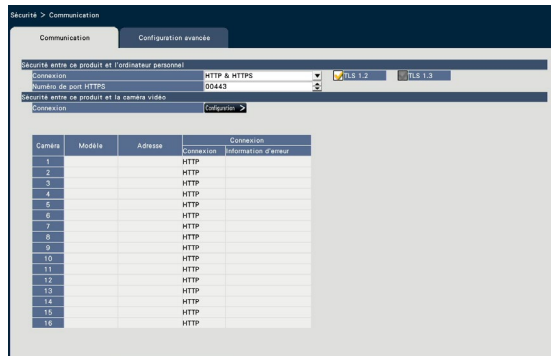 Sécurité > Communication
Communication Configuration avancée
Sécurité entre ce produit et l'ordinateur personnel
Connexion HTTP & HTTPS TLS 1.2 TLS 1.3
Numéro de port HTTPS 00443
Sécurité entre ce produit et la caméra vidéo
Connexion Configuration >
Caméra Modèle Adresse Connexion
Connexion Information d'erreur
1 HTTP
2 HTTP
3 HTTP
4 HTTP
5 HTTP
6 HTTP
7 HTTP
8 HTTP
9 HTTP
10 HTTP
11 HTTP
12 HTTP
13 HTTP
14 HTTP
15 HTTP
16 HTTP